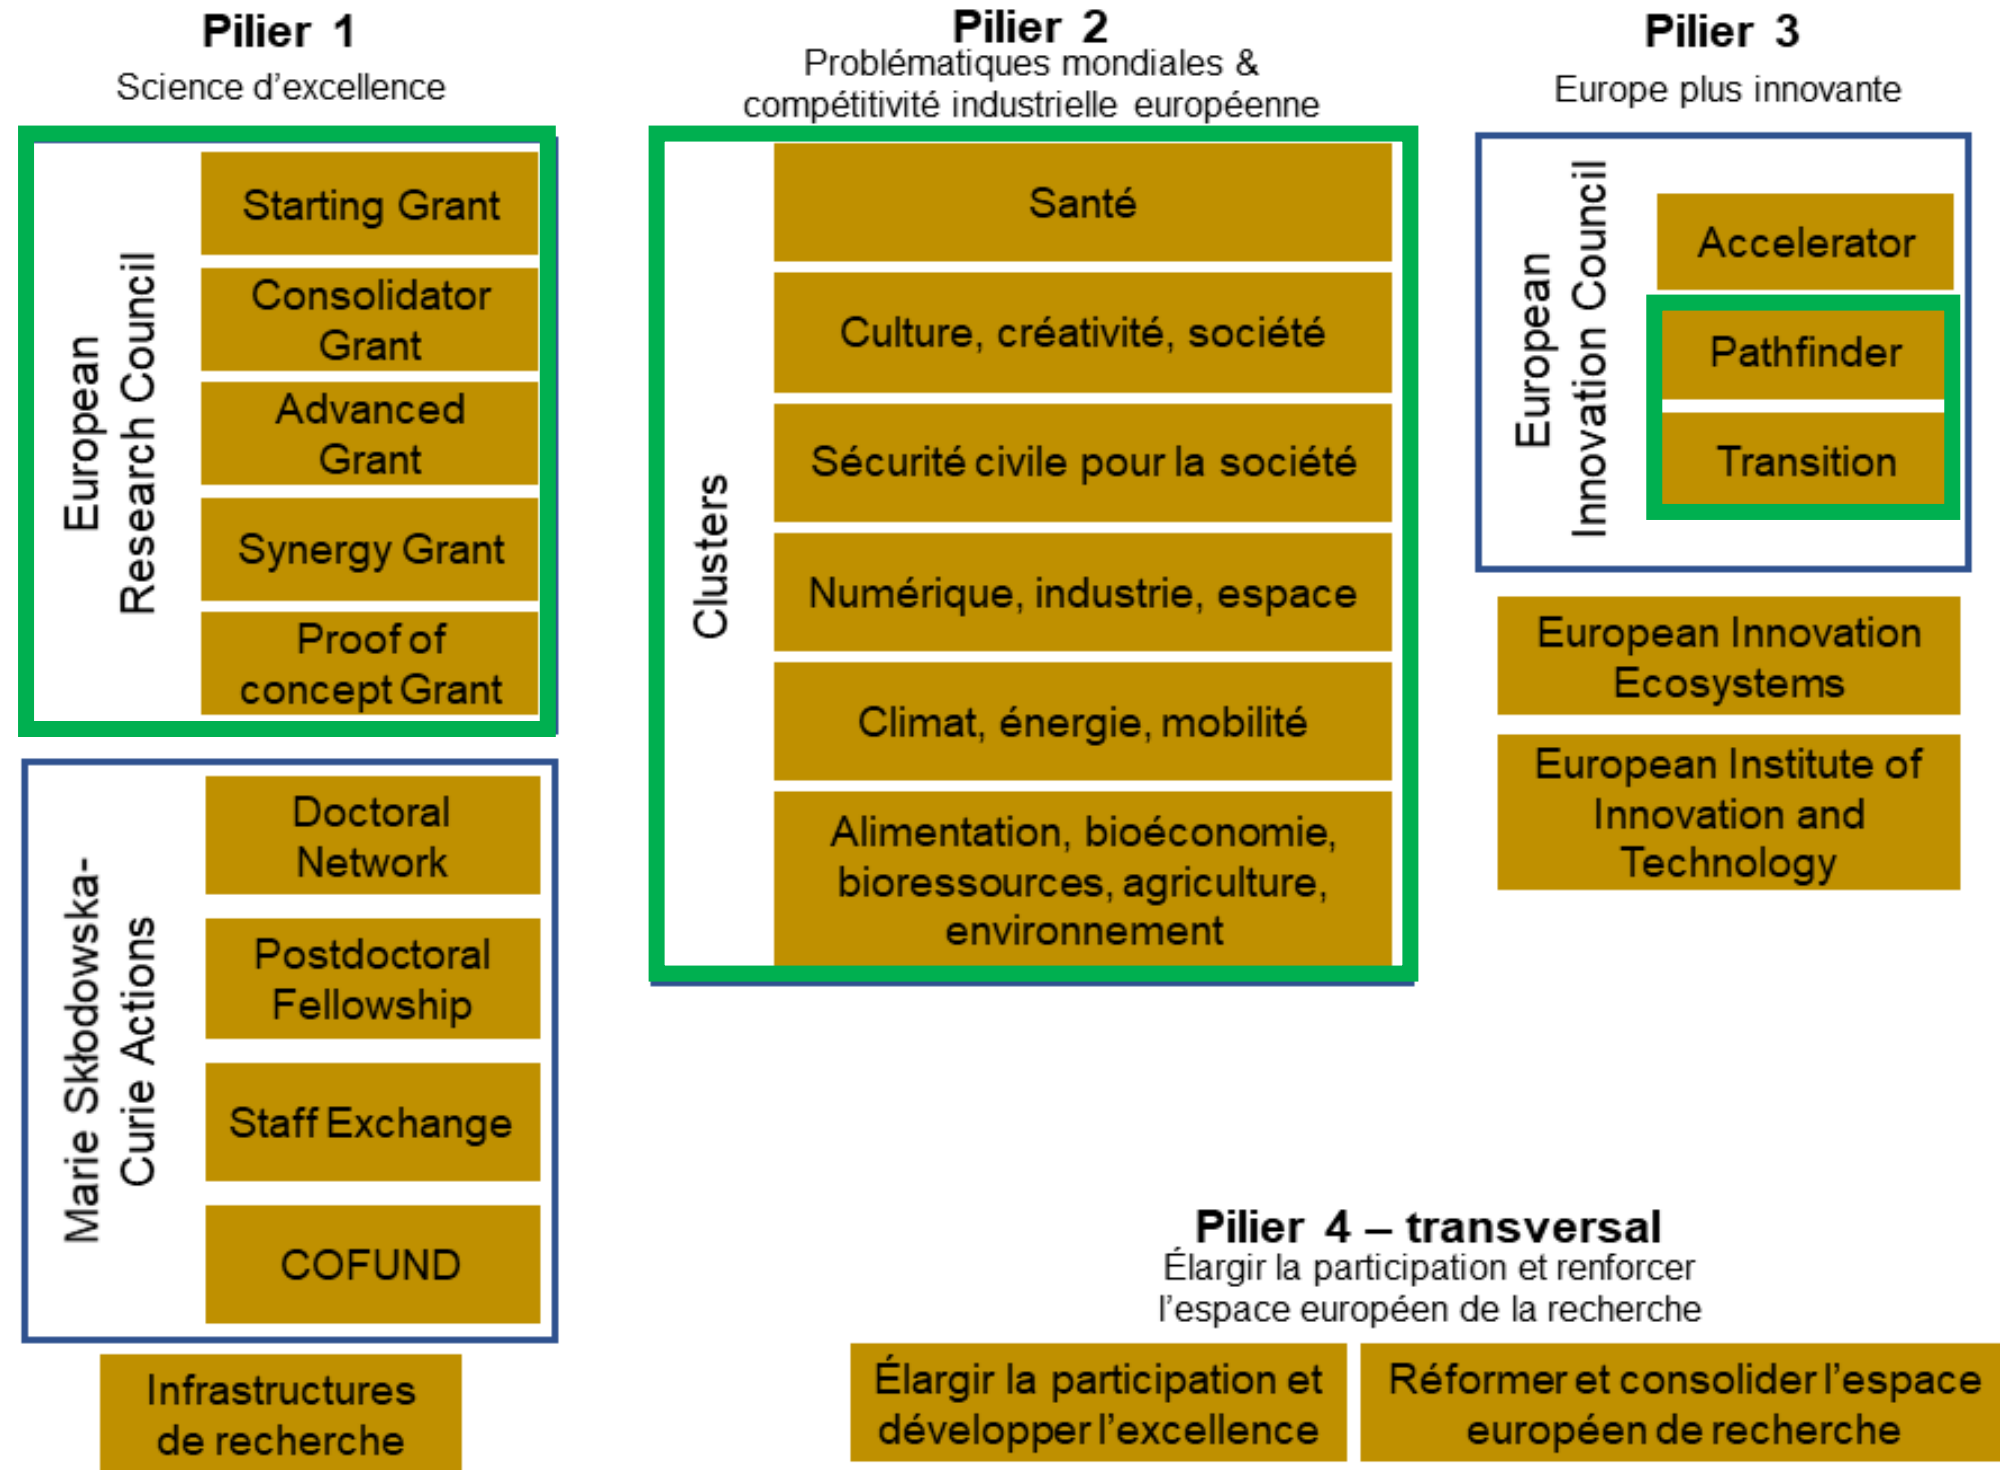 Pilier 1
Science d'excellence
European
Research Council
Starting Grant
Consolidator
Grant
Advanced
Grant
Synergy Grant
Proof of
concept Grant
Marie Skłodowska-
Curie Actions
Doctoral
Network
Postdoctoral
Fellowship
Staff Exchange
COFUND
Infrastructures
de recherche
Pilier 2
Problématiques mondiales &
compétitivité industrielle européenne
Clusters
Santé
Culture, créativité, société
Sécurité civile pour la société
Numérique, industrie, espace
Climat, énergie, mobilité
Alimentation, bioéconomie,
bioressources, agriculture,
environnement
Pilier 3
Europe plus innovante
European
Innovation Council
Accelerator
Pathfinder
Transition
European Innovation
Ecosystems
European Institute of
Innovation and
Technology
Pilier 4 – transversal
Élargir la participation et renforcer
l'espace européen de la recherche
Élargir la participation et
développer l'excellence
Réformer et consolider l'espace
européen de recherche